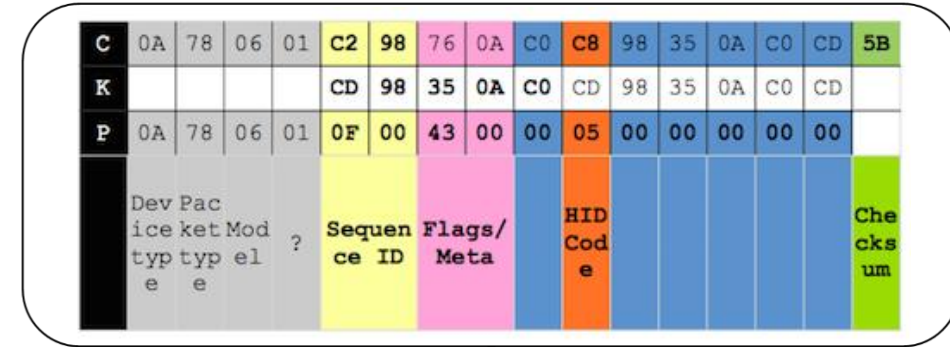 C 0A 78 06 01 C2 98 76 0A C0 C8 98 35 0A C0 CD 5B
K CD 98 35 0A C0 CD 98 35 0A C0 CD
P 0A 78 06 01 0F 00 43 00 00 05 00 00 00 00 00
Dev
ice
typ
e
Pac
ket
typ
e
Mod
el
?
Sequen
ce ID
Flags/
Meta
HID
Cod
e
Che
cks
um